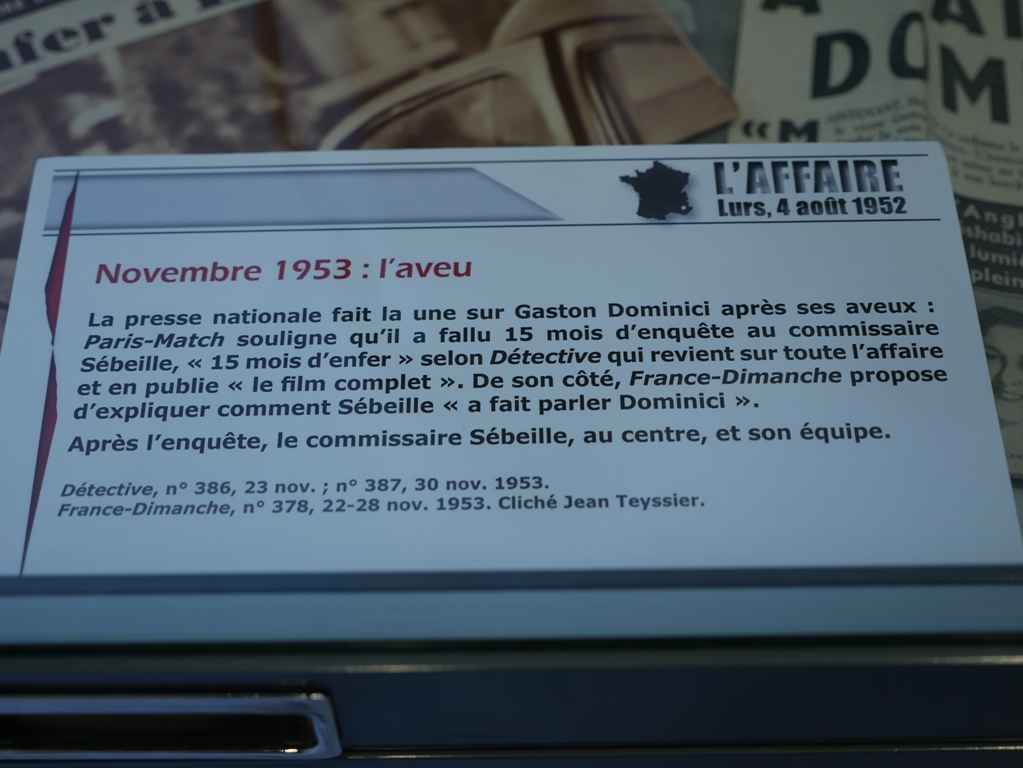 nfer à
A
DO
« M
A
M
L'AFFAIRE
Lurs, 4 août 1952
Novembre 1953 : l'aveu
La presse nationale fait la une sur Gaston Dominici après ses aveux :
Paris-Match souligne qu'il a fallu 15 mois d'enquête au commissaire
Sébeille, « 15 mois d'enfer » selon Détective qui revient sur toute l'affaire
et en publie « le film complet ». De son côté, France-Dimanche propose
d'expliquer comment Sébeille « a fait parler Dominici ».
Après l'enquête, le commissaire Sébeille, au centre, et son équipe.
Détective, n° 386, 23 nov. ; n° 387, 30 nov. 1953.
France-Dimanche, n° 378, 22-28 nov. 1953. Cliché Jean Teyssier.